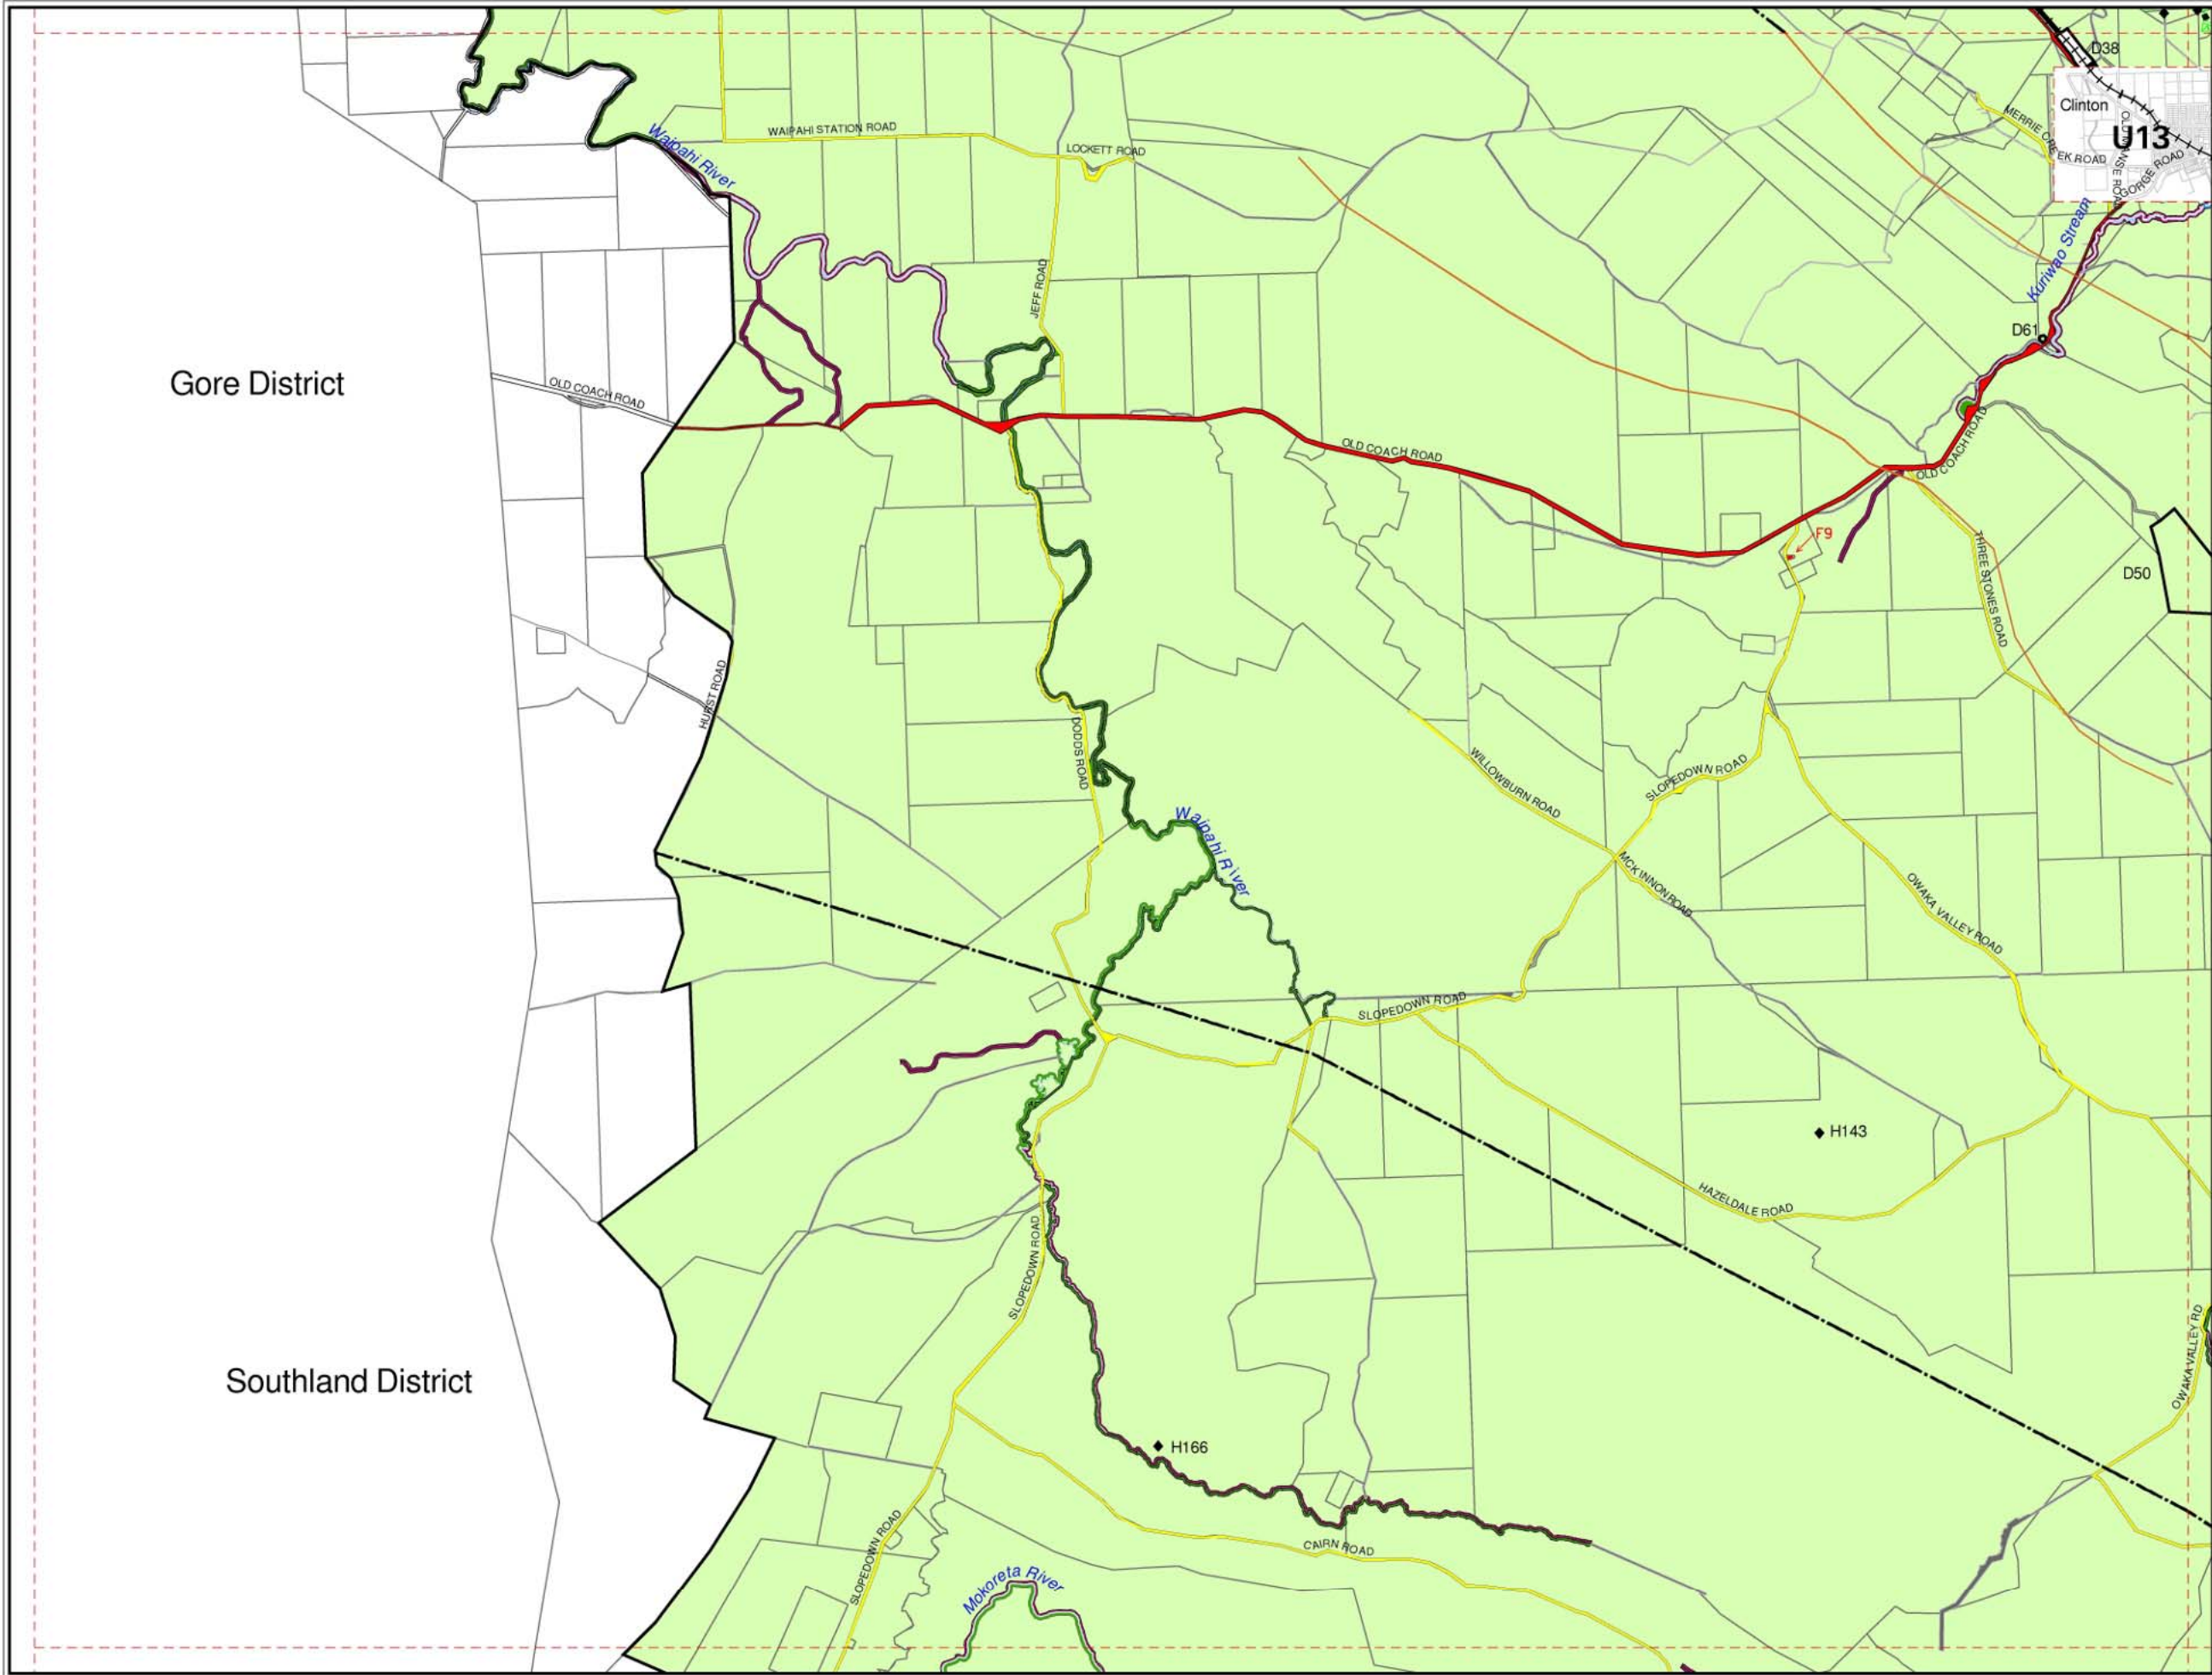 D38
Clinton
U13
MERRIE CREEK ROAD
GORGE ROAD
Waipahi River
WAIPAHI STATION ROAD
LOCKETT ROAD
Kuriwao Stream
JEFF ROAD
D61
Gore District
OLD COACH ROAD
OLD COACH ROAD
OLD COACH ROAD
F9
THREE STONES ROAD
D50
HURST ROAD
DODDS ROAD
WILLOWBURN ROAD
SLOPEDOWN ROAD
Waipahi River
MCKINNON ROAD
OWAKA VALLEY ROAD
SLOPEDOWN ROAD
H143
HAZELDALE ROAD
SLOPEDOWN ROAD
OWAKA VALLEY RD
Southland District
H166
SLOPEDOWN ROAD
CAIRN ROAD
Mokoreta River